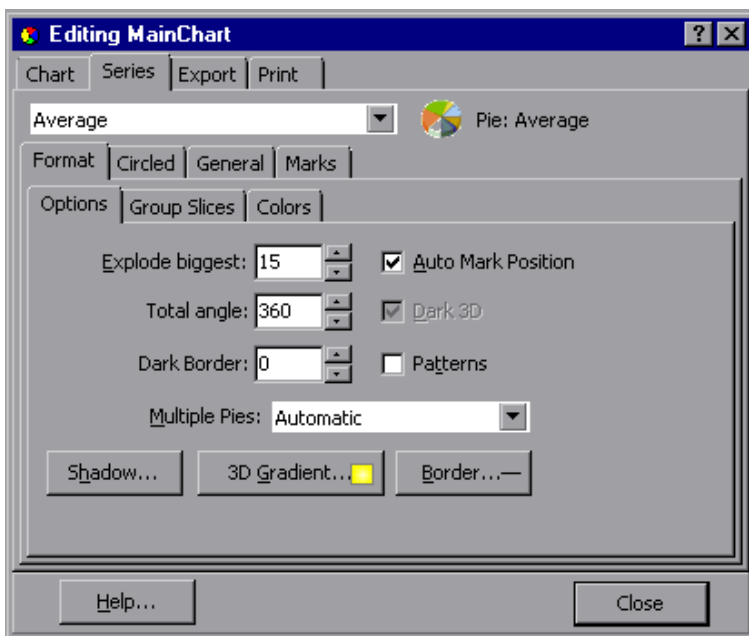 Editing MainChart
Chart Series Export Print
Average Pie: Average
Format Circled General Marks
Options Group Slices Colors
Explode biggest: 15 Auto Mark Position
Total angle: 360 Dark 3D
Dark Border: 0 Patterns
Multiple Pies: Automatic
Shadow... 3D Gradient... Border...
Help... Close